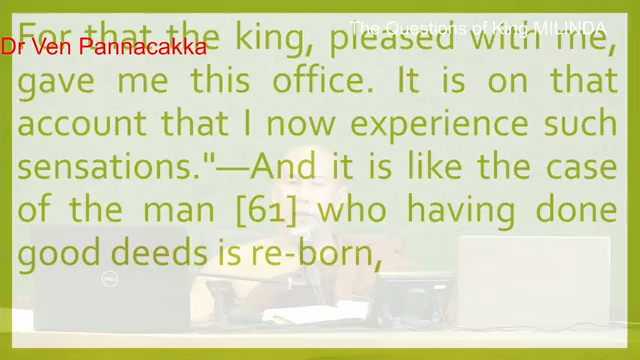 The Questions of King MILINDA
Dr Ven Pannacakka
For that the king, pleased with me,
gave me this office. It is on that
account that I now experience such
sensations."—And it is like the case
of the man [61] who having done
good deeds is re-born,
DELL